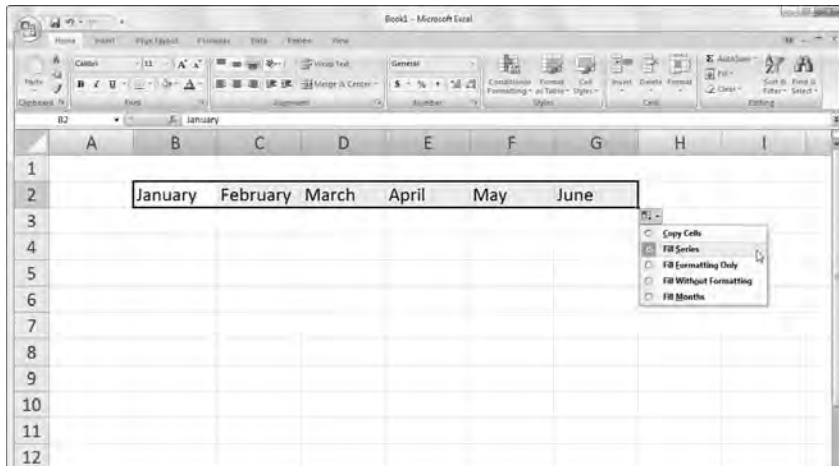 Book1 - Microsoft Excel
Home Insert Page Layout Formulas Data Review View
Paste
Calibri 11 A A
Wrap Text
General
Conditional Formatting
Format as Table
Cell Styles
Insert Delete Format
AutoSum
Fill
Clear
Sort & Filter
Find & Select
B I U
Merge & Center
$ %
Clipboard Font Alignment Number Styles Cells Editing
B2 January
A B C D E F G H I
1
2 January February March April May June
3
Copy Cells
4 Fill Series
Fill Formatting Only
5 Fill Without Formatting
6 Fill Months
7
8
9
10
11
12